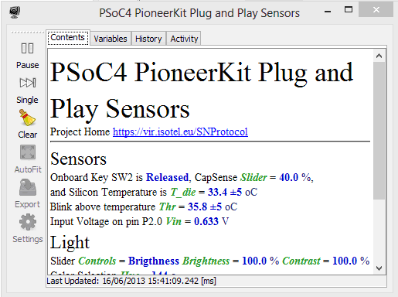 PSoC4 PioneerKit Plug and Play Sensors
Contents Variables History Activity
Pause
Single
Clear
AutoFit
Export
Settings
PSoC4 PioneerKit Plug and
Play Sensors
Project Home https://vir.isotel.eu/SNProtocol
Sensors
Onboard Key SW2 is Released, CapSense Slider = 40.0 %,
and Silicon Temperature is T_die = 33.4 ±5 oC
Blink above temperature Thr = 35.8 ±5 oC
Input Voltage on pin P2.0 Vin = 0.633 V
Light
Slider Controls = Brigthness Brightness = 100.0 % Contrast = 100.0 %
Last Updated: 16/06/2013 15:41:09.242 [ms]